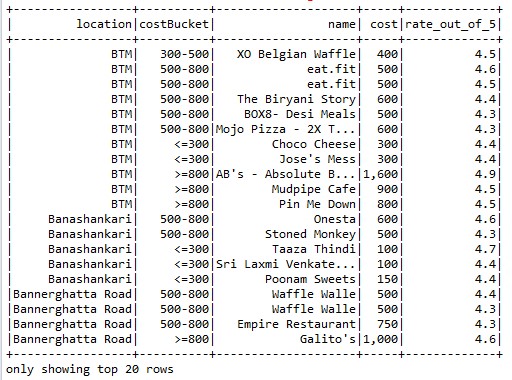 +-----------------+----------+--------------------+-----+-------------+
|         location|costBucket|                name| cost|rate_out_of_5|
+-----------------+----------+--------------------+-----+-------------+
|              BTM|   300-500|   XO Belgian Waffle|  400|          4.5|
|              BTM|   500-800|             eat.fit|  500|          4.6|
|              BTM|   500-800|             eat.fit|  500|          4.5|
|              BTM|   500-800|   The Biryani Story|  600|          4.4|
|              BTM|   500-800|    BOX8- Desi Meals|  500|          4.3|
|              BTM|   500-800|Mojo Pizza - 2X T...|  600|          4.3|
|              BTM|     <=300|        Choco Cheese|  300|          4.4|
|              BTM|     <=300|         Jose's Mess|  300|          4.4|
|              BTM|     >=800|AB's - Absolute B...|1,600|          4.9|
|              BTM|     >=800|        Mudpipe Cafe|  900|          4.5|
|              BTM|     >=800|         Pin Me Down|  800|          4.5|
|     Banashankari|   500-800|              Onesta|  600|          4.6|
|     Banashankari|   500-800|       Stoned Monkey|  500|          4.3|
|     Banashankari|     <=300|        Taaza Thindi|  100|          4.7|
|     Banashankari|     <=300|Sri Laxmi Venkate...|  100|          4.4|
|     Banashankari|     <=300|       Poonam Sweets|  150|          4.4|
|Bannerghatta Road|   500-800|        Waffle Walle|  500|          4.4|
|Bannerghatta Road|   500-800|        Waffle Walle|  500|          4.3|
|Bannerghatta Road|   500-800|   Empire Restaurant|  750|          4.3|
|Bannerghatta Road|     >=800|           Galito's|1,000|          4.6|
+-----------------+----------+--------------------+-----+-------------+
only showing top 20 rows